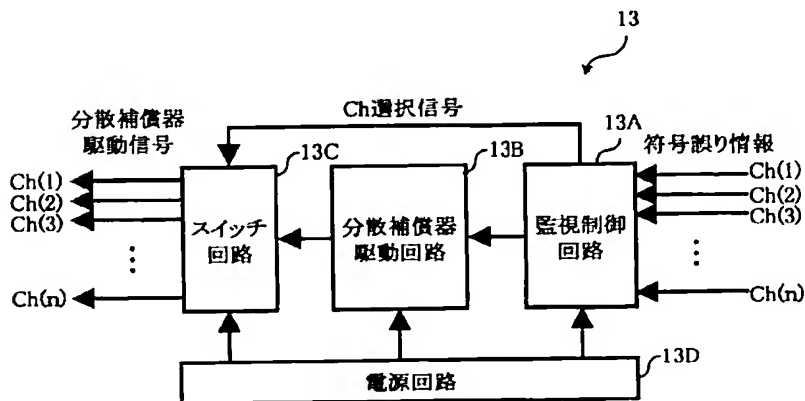 13
Ch選択信号
分散補償器
駆動信号
13C
13B
13A
符号誤り情報
Ch(1)
Ch(2)
Ch(3)
⋮
Ch(n)
スイッチ
回路
分散補償器
駆動回路
監視制御
回路
Ch(1)
Ch(2)
Ch(3)
⋮
Ch(n)
13D
電源回路